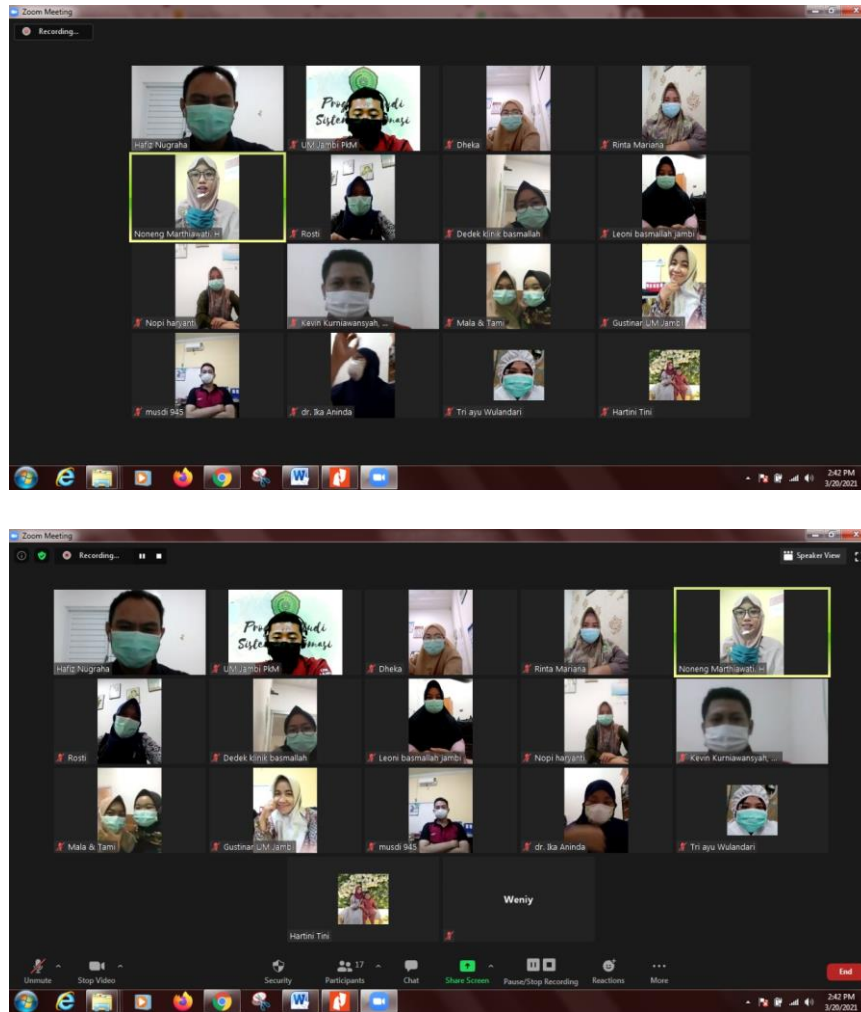 Zoom Meeting
Recording...
Hafiz Nugraha
UM Jambi PkM
Dheka
Rinta Mariana
Noneng Marthiawati. H
Rosti
Dedek klinik basmallah
Leoni basmallah jambi
Nopi haryanti
Kevin Kurniawansyah, ...
Mala & Tami
Gustinar UM Jambi
musdi 945
dr. Ika Aninda
Tri ayu Wulandari
Hartini Tini
2:42 PM
3/20/2021
Zoom Meeting
Recording...
Speaker View
Hafiz Nugraha
UM Jambi PkM
Dheka
Rinta Mariana
Noneng Marthiawati. H
Rosti
Dedek klinik basmallah
Leoni basmallah jambi
Nopi haryanti
Kevin Kurniawansyah, ...
Mala & Tami
Gustinar UM Jambi
musdi 945
dr. Ika Aninda
Tri ayu Wulandari
Hartini Tini
Weniy
Unmute
Stop Video
Security
Participants
17
Chat
Share Screen
Pause/Stop Recording
Reactions
More
End
2:42 PM
3/20/2021